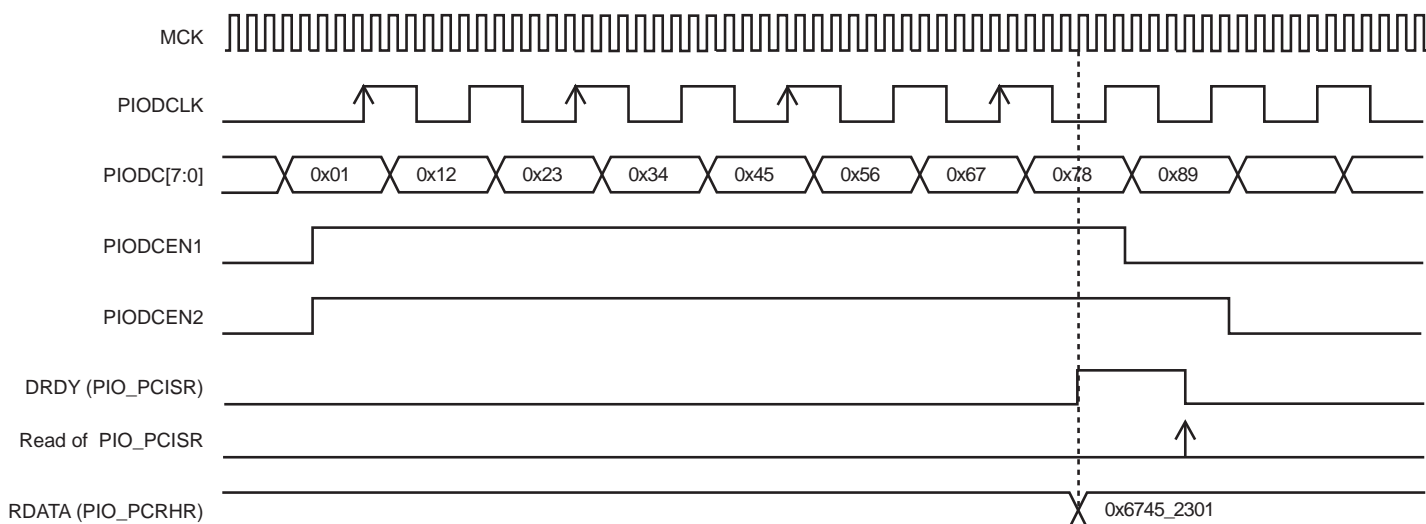 MCK
PIODCLK
PIODC[7:0] 0x01 0x12 0x23 0x34 0x45 0x56 0x67 0x78 0x89
PIODCEN1
PIODCEN2
DRDY (PIO_PCISR)
Read of PIO_PCISR
RDATA (PIO_PCRHR) 0x6745_2301